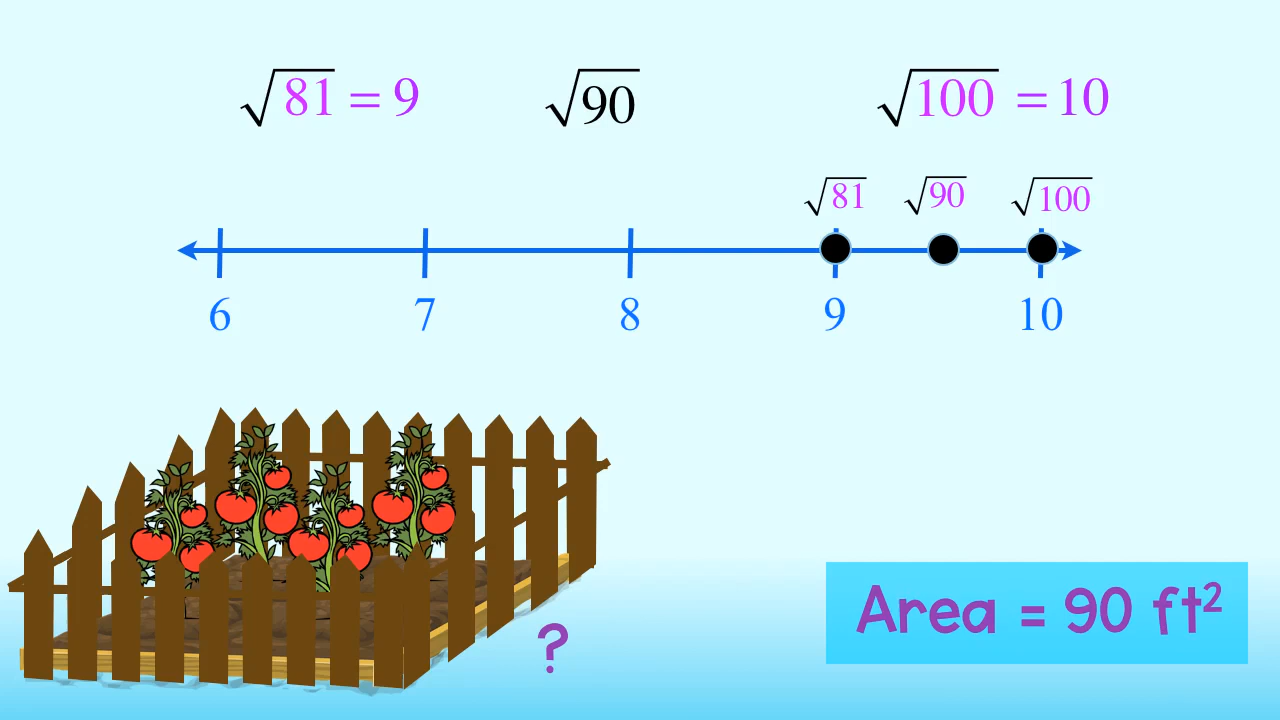 √81 = 9 √90 √100 = 10
√81 √90 √100
6 7 8 9 10
?
Area = 90 ft²